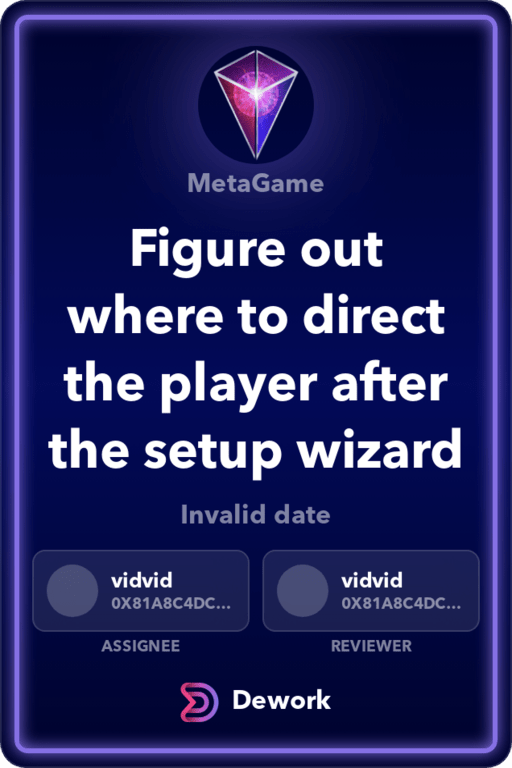 MetaGame
Figure out
where to direct
the player after
the setup wizard
Invalid date
vidvid
0X81A8C4DC...
ASSIGNEE
vidvid
0X81A8C4DC...
REVIEWER
Dework